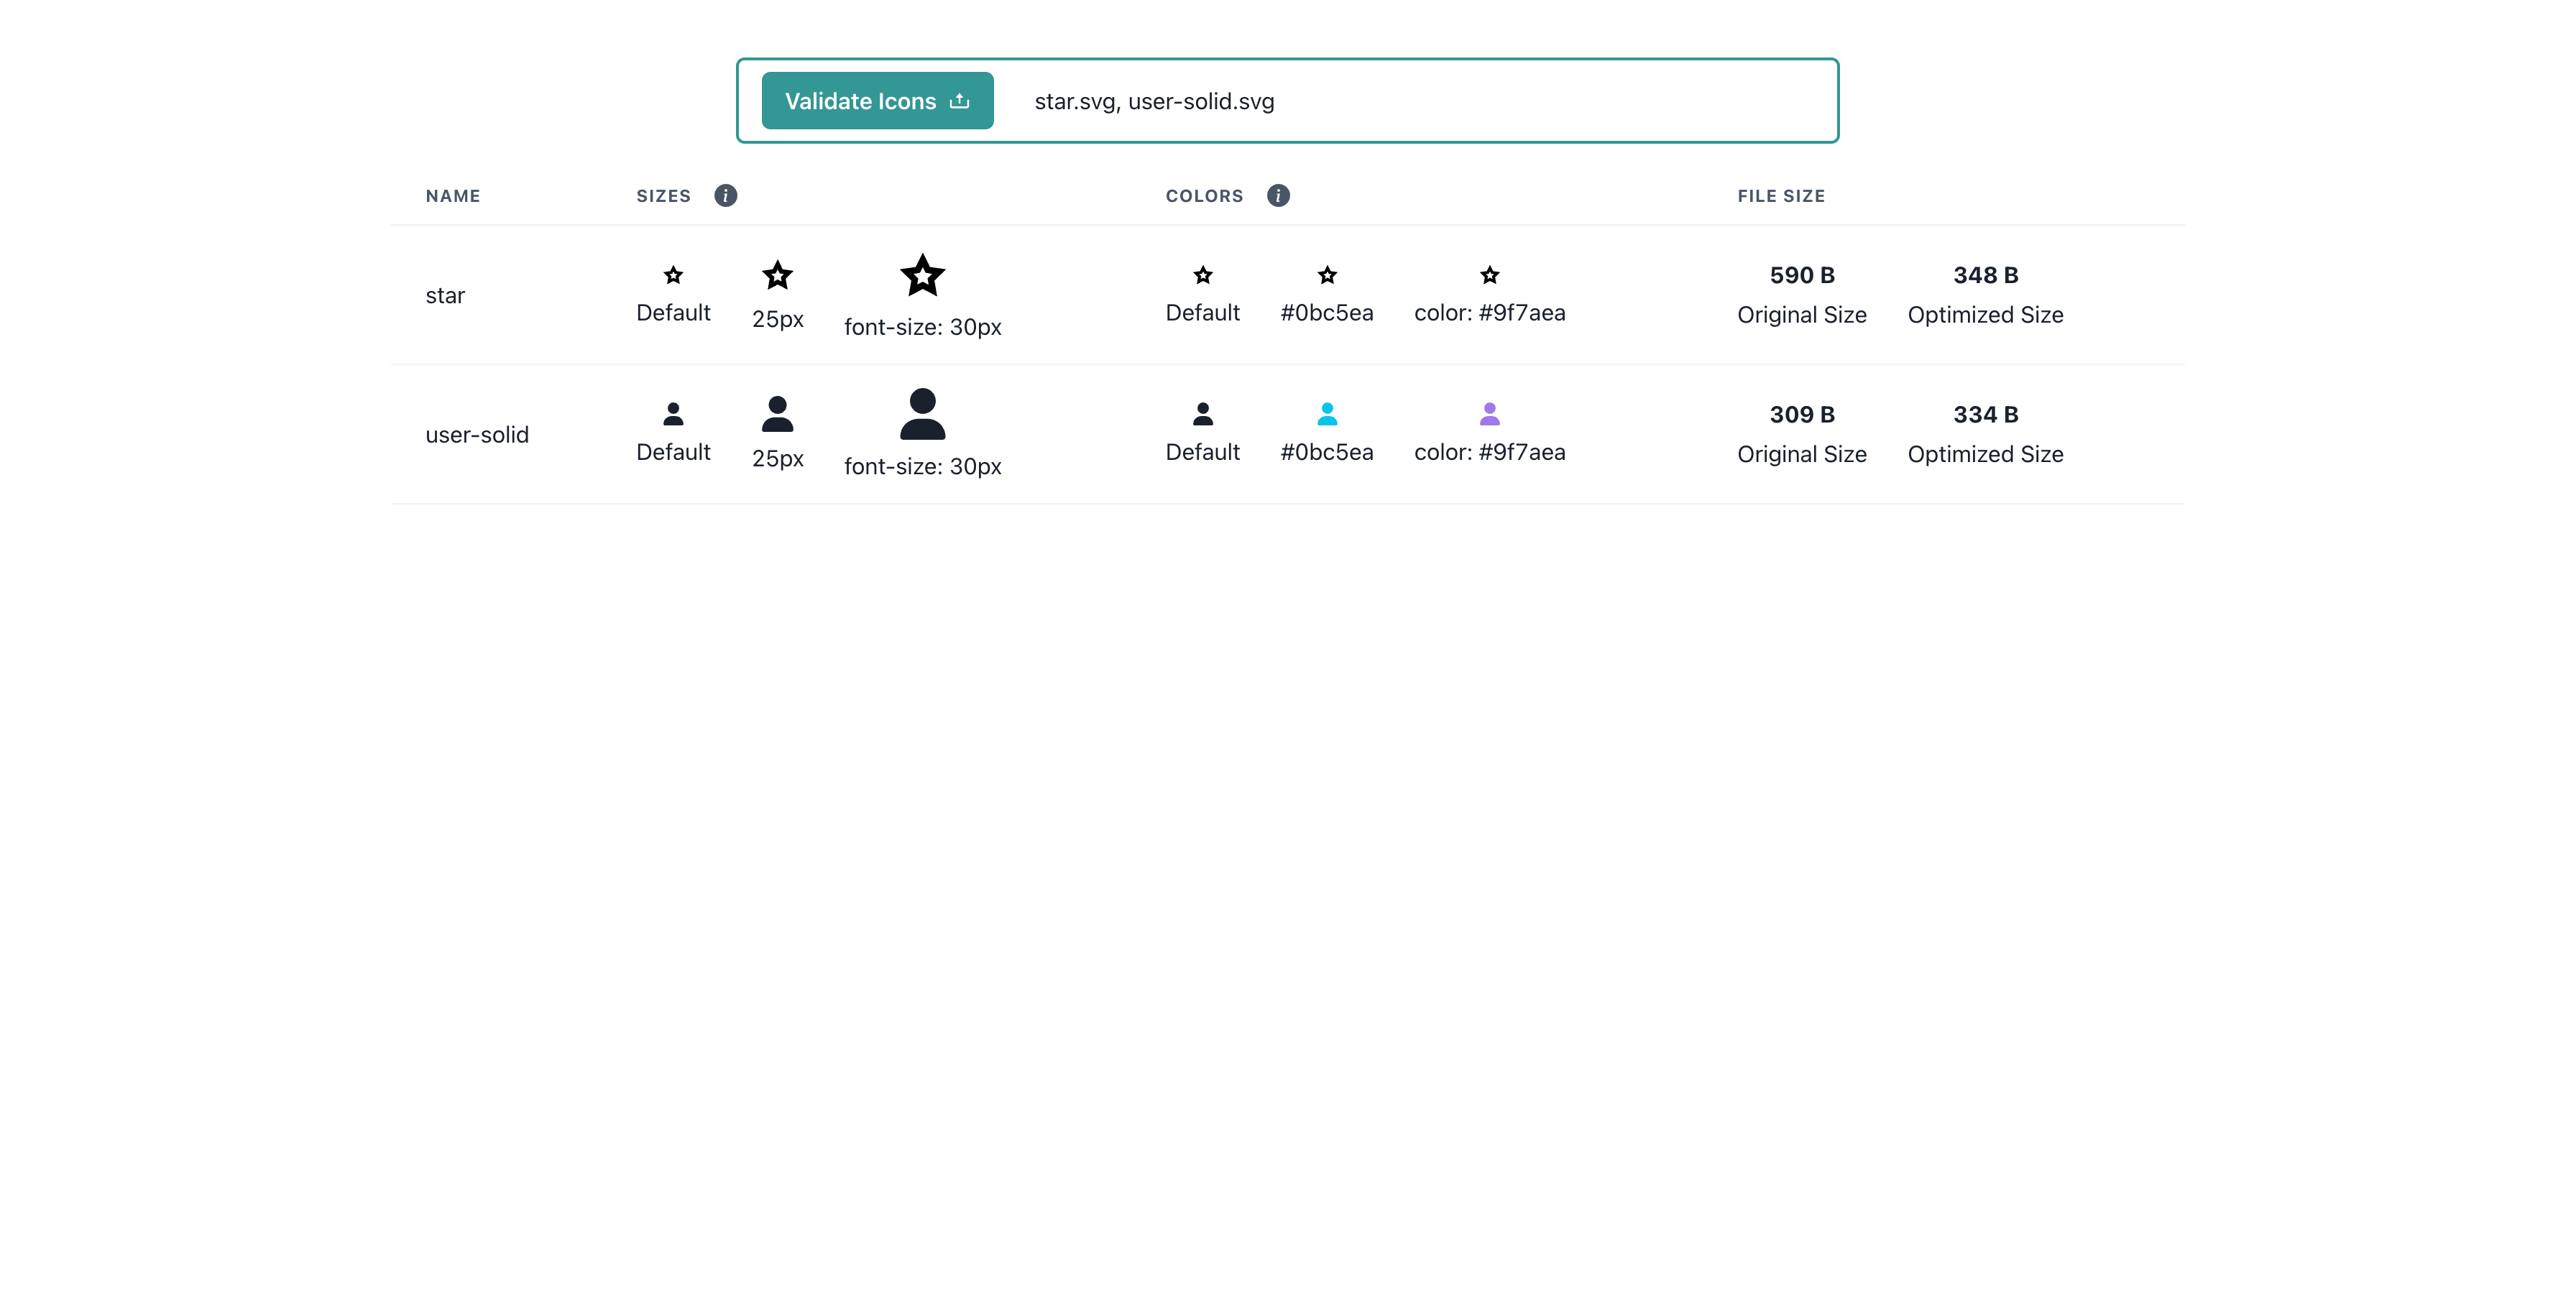 Validate Icons star.svg, user-solid.svg
NAME SIZES i COLORS i FILE SIZE
star
Default 25px font-size: 30px
Default #0bc5ea color: #9f7aea
590 B 348 B
Original Size Optimized Size
user-solid
Default 25px font-size: 30px
Default #0bc5ea color: #9f7aea
309 B 334 B
Original Size Optimized Size